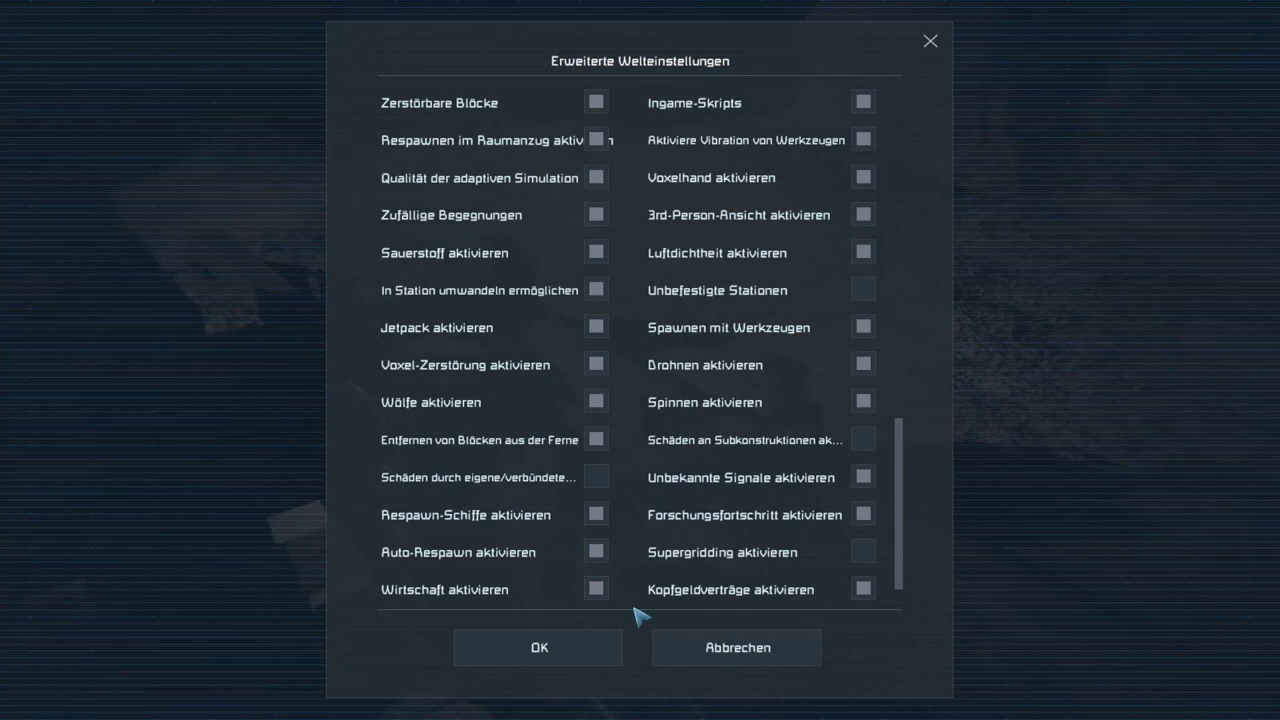 Erweiterte Welteinstellungen
Zerstörbare Blöcke
Ingame-Skripts
Respawnen im Raumanzug aktiv n
Aktiviere Vibration von Werkzeugen
Qualität der adaptiven Simulation
Voxelhand aktivieren
Zufällige Begegnungen
3rd-Person-Ansicht aktivieren
Sauerstoff aktivieren
Luftdichtheit aktivieren
In Station umwandeln ermöglichen
Unbefestigte Stationen
Jetpack aktivieren
Spawnen mit Werkzeugen
Voxel-Zerstörung aktivieren
Drohnen aktivieren
Wölfe aktivieren
Spinnen aktivieren
Entfernen von Blöcken aus der Ferne
Schäden an Subkonstruktionen ak...
Schäden durch eigene/verbündete...
Unbekannte Signale aktivieren
Respawn-Schiffe aktivieren
Forschungsfortschritt aktivieren
Auto-Respawn aktivieren
Supergridding aktivieren
Wirtschaft aktivieren
Kopfgeldverträge aktivieren
OK
Abbrechen